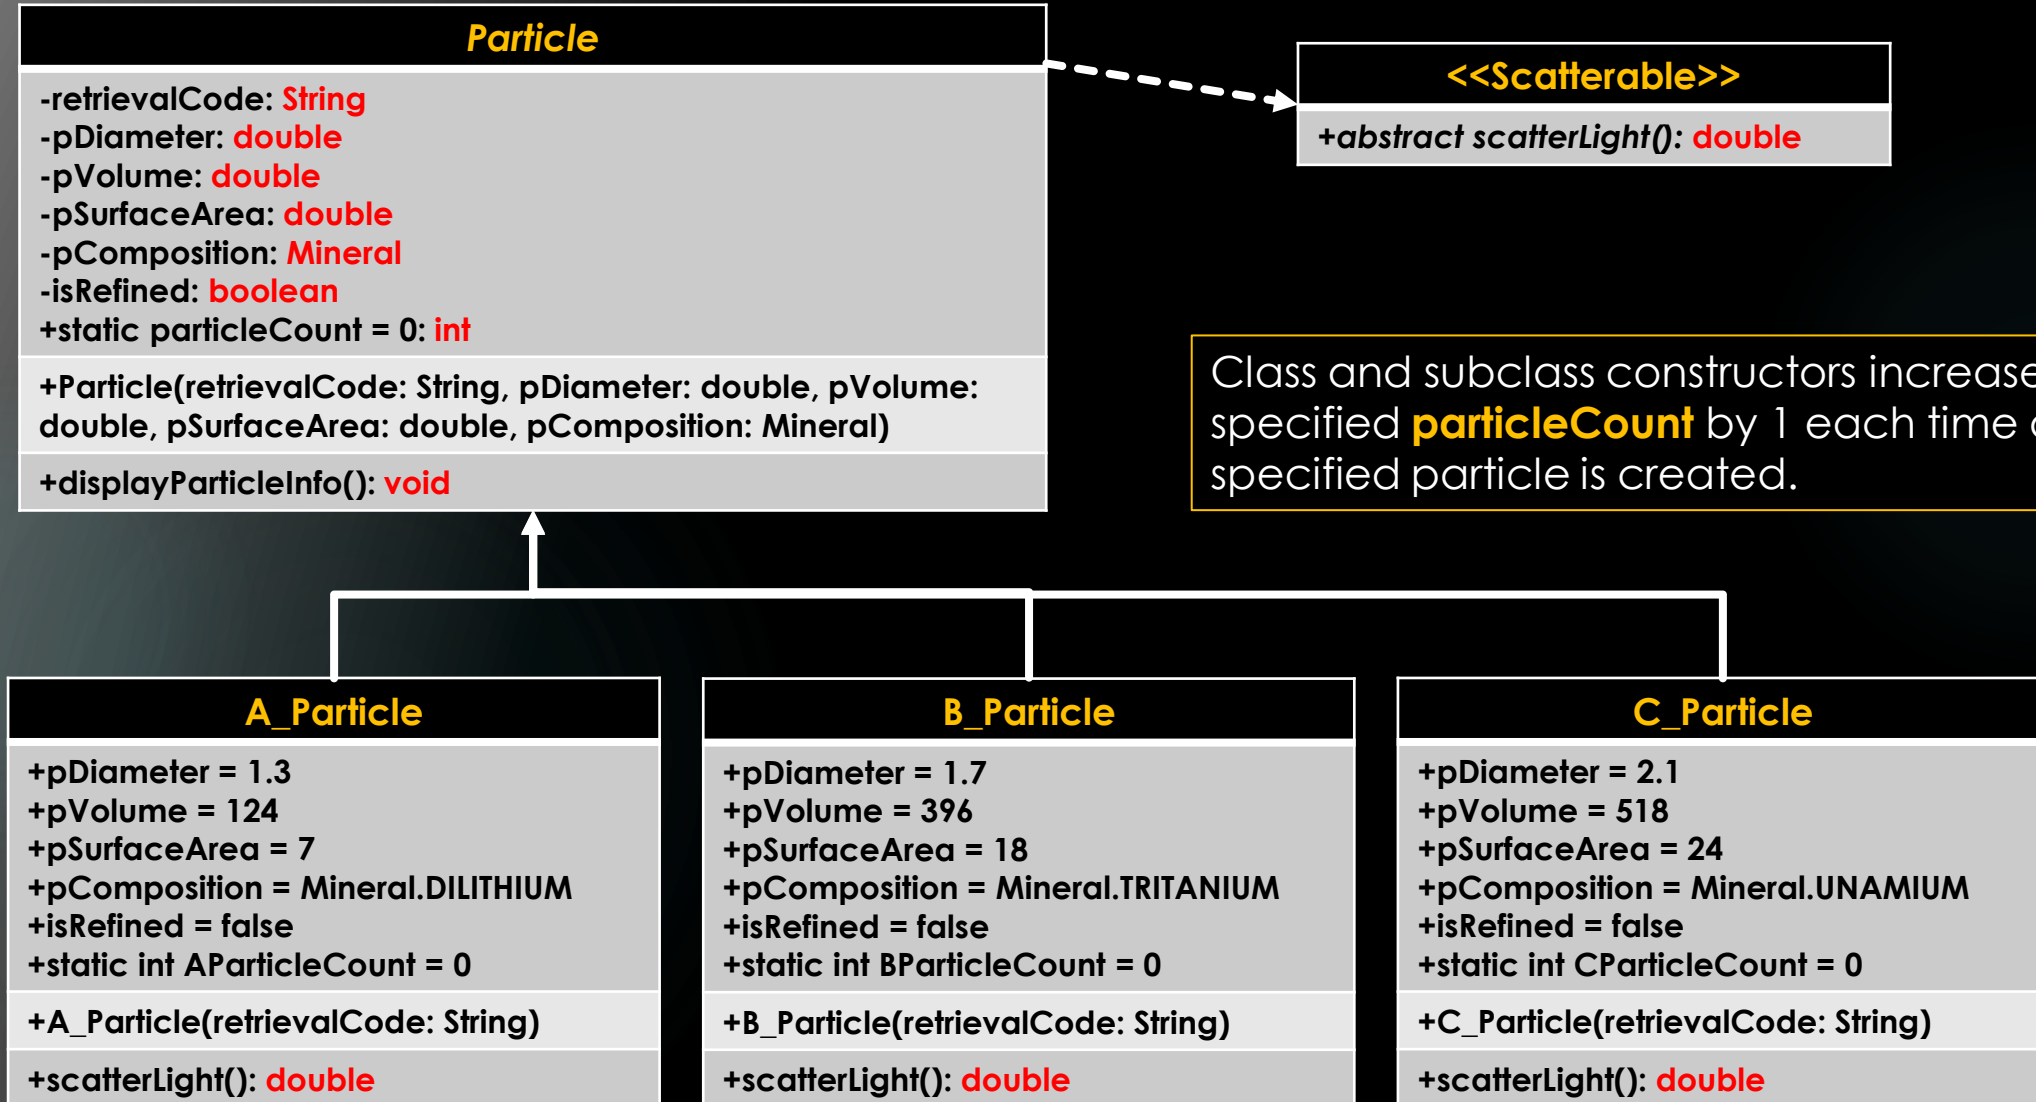 Particle
-retrievalCode: String
-pDiameter: double
-pVolume: double
-pSurfaceArea: double
-pComposition: Mineral
-isRefined: boolean
+static particleCount = 0: int
+Particle(retrievalCode: String, pDiameter: double, pVolume:
double, pSurfaceArea: double, pComposition: Mineral)
+displayParticleInfo(): void
<<Scatterable>>
+abstract scatterLight(): double
Class and subclass constructors increase
specified particleCount by 1 each time
specified particle is created.
A_Particle
+pDiameter = 1.3
+pVolume = 124
+pSurfaceArea = 7
+pComposition = Mineral.DILITHIUM
+isRefined = false
+static int AParticleCount = 0
+A_Particle(retrievalCode: String)
+scatterLight(): double
B_Particle
+pDiameter = 1.7
+pVolume = 396
+pSurfaceArea = 18
+pComposition = Mineral.TRITANIUM
+isRefined = false
+static int BParticleCount = 0
+B_Particle(retrievalCode: String)
+scatterLight(): double
C_Particle
+pDiameter = 2.1
+pVolume = 518
+pSurfaceArea = 24
+pComposition = Mineral.UNAMIUM
+isRefined = false
+static int CParticleCount = 0
+C_Particle(retrievalCode: String)
+scatterLight(): double